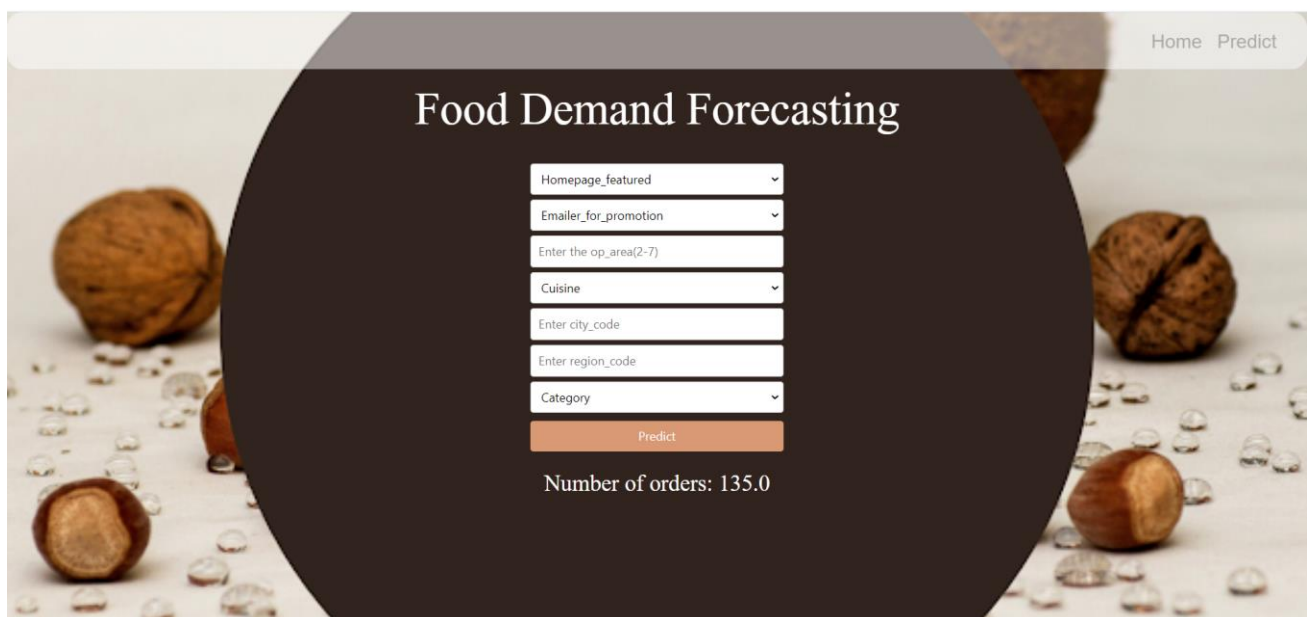 Home Predict
Food Demand Forecasting
Homepage_featured
Emailer_for_promotion
Enter the op_area(2-7)
Cuisine
Enter city_code
Enter region_code
Category
Predict
Number of orders: 135.0